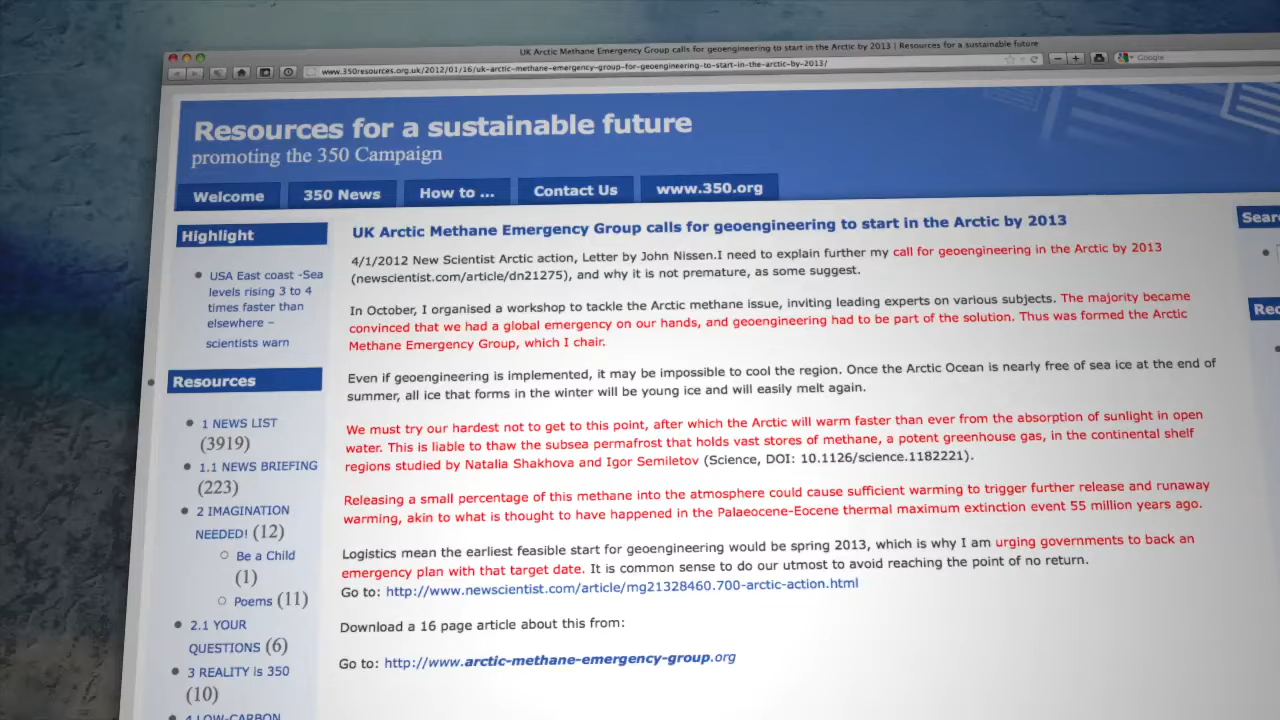 UK Arctic Methane Emergency Group calls for geoengineering to start in the Arctic by 2013 | Resources for a sustainable future
www.350resources.org.uk/2012/01/16/uk-arctic-methane-emergency-group-for-geoengineering-to-start-in-the-arctic-by-2013/
Google
Resources for a sustainable future
promoting the 350 Campaign
Welcome
350 News
How to ...
Contact Us
www.350.org
Highlight
USA East coast -Sea
levels rising 3 to 4
times faster than
elsewhere –
scientists warn
Resources
1 NEWS LIST
(3919)
1.1 NEWS BRIEFING
(223)
2 IMAGINATION
NEEDED! (12)
Be a Child
(1)
Poems (11)
2.1 YOUR
QUESTIONS (6)
3 REALITY is 350
(10)
4 LOW-CARBON
UK Arctic Methane Emergency Group calls for geoengineering to start in the Arctic by 2013
4/1/2012 New Scientist Arctic action, Letter by John Nissen.I need to explain further my call for geoengineering in the Arctic by 2013
(newscientist.com/article/dn21275), and why it is not premature, as some suggest.
In October, I organised a workshop to tackle the Arctic methane issue, inviting leading experts on various subjects. The majority became
convinced that we had a global emergency on our hands, and geoengineering had to be part of the solution. Thus was formed the Arctic
Methane Emergency Group, which I chair.
Even if geoengineering is implemented, it may be impossible to cool the region. Once the Arctic Ocean is nearly free of sea ice at the end of
summer, all ice that forms in the winter will be young ice and will easily melt again.
We must try our hardest not to get to this point, after which the Arctic will warm faster than ever from the absorption of sunlight in open
water. This is liable to thaw the subsea permafrost that holds vast stores of methane, a potent greenhouse gas, in the continental shelf
regions studied by Natalia Shakhova and Igor Semiletov (Science, DOI: 10.1126/science.1182221).
Releasing a small percentage of this methane into the atmosphere could cause sufficient warming to trigger further release and runaway
warming, akin to what is thought to have happened in the Palaeocene-Eocene thermal maximum extinction event 55 million years ago.
Logistics mean the earliest feasible start for geoengineering would be spring 2013, which is why I am urging governments to back an
emergency plan with that target date. It is common sense to do our utmost to avoid reaching the point of no return.
Go to: http://www.newscientist.com/article/mg21328460.700-arctic-action.html
Download a 16 page article about this from:
Go to: http://www.arctic-methane-emergency-group.org
Sear
Rec